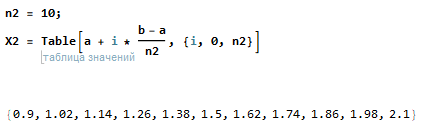 n2 = 10;
X2 = Table[a + i * (b - a)/n2, {i, 0, n2}]
таблица значений
{0.9, 1.02, 1.14, 1.26, 1.38, 1.5, 1.62, 1.74, 1.86, 1.98, 2.1}